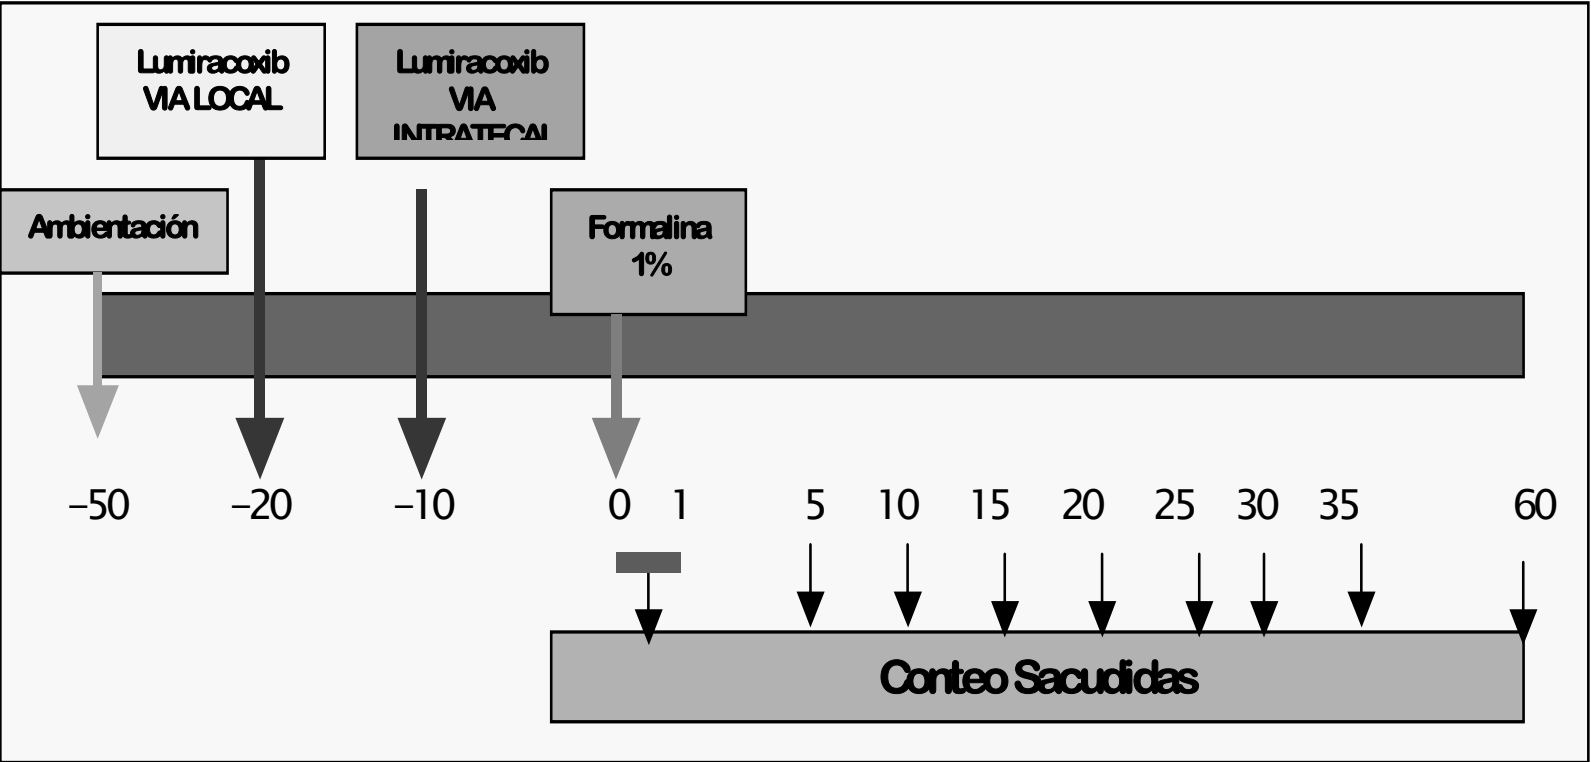 Lumiracoxib
VIA LOCAL
Lumiracoxib
VIA
INTRATECAL
Ambientación
Formalina
1%
–50 –20 –10 0 1 5 10 15 20 25 30 35 60
Conteo Sacudidas